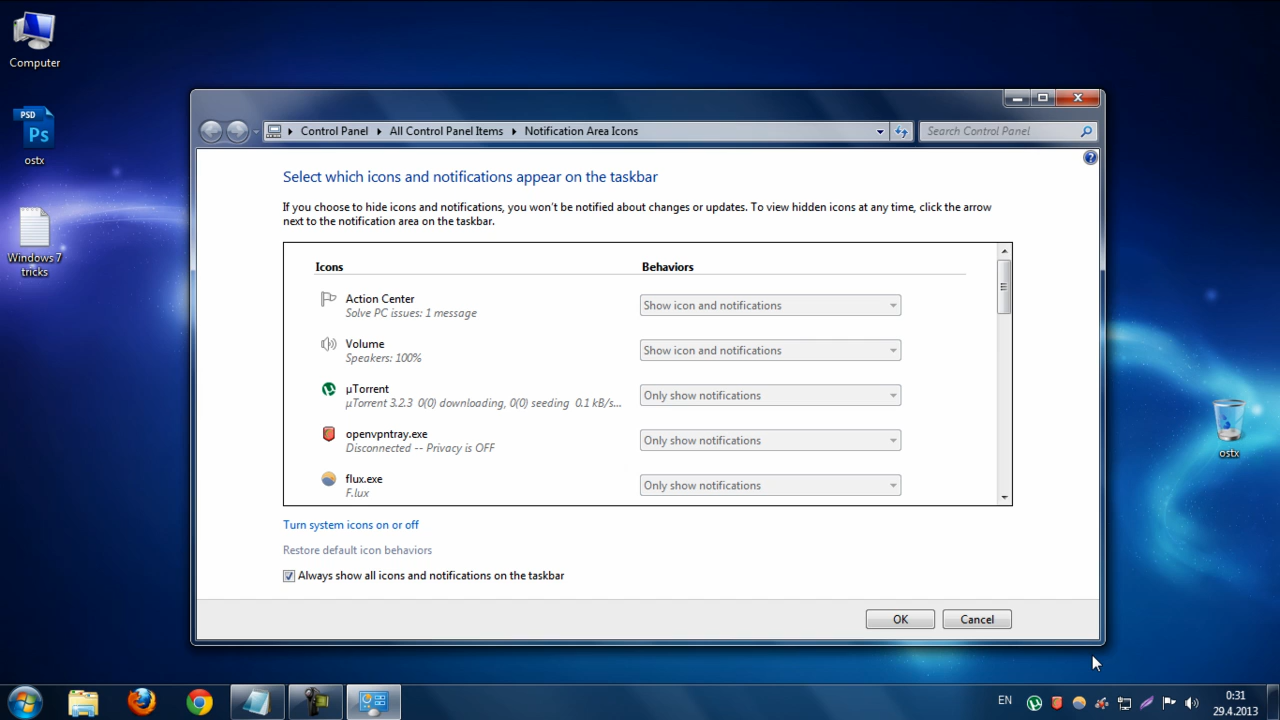 Computer
PSD
Ps
ostx
Windows 7
tricks
Control Panel
All Control Panel Items
Notification Area Icons
Search Control Panel
Select which icons and notifications appear on the taskbar
If you choose to hide icons and notifications, you won't be notified about changes or updates. To view hidden icons at any time, click the arrow
next to the notification area on the taskbar.
Icons
Behaviors
Action Center
Solve PC issues: 1 message
Show icon and notifications
Volume
Speakers: 100%
Show icon and notifications
µTorrent
µTorrent 3.2.3 0(0) downloading, 0(0) seeding 0.1 kB/s...
Only show notifications
openvpntray.exe
Disconnected -- Privacy is OFF
Only show notifications
flux.exe
F.lux
Only show notifications
Turn system icons on or off
Restore default icon behaviors
Always show all icons and notifications on the taskbar
OK
Cancel
ostx
EN
0:31
29.4.2013